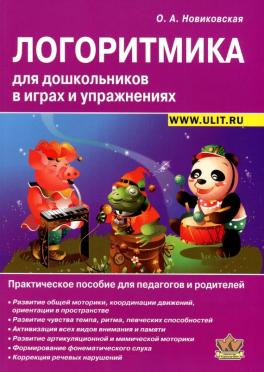 О. А. Новиковская
ЛОГОРИТМИКА
для дошкольников
в играх и упражнениях
WWW.ULIT.RU
Практическое пособие для педагогов и родителей
• Развитие общей моторики, координации движений,
ориентации в пространстве
• Развитие чувства темпа, ритма, певческих способностей
• Активизация всех видов внимания и памяти
• Развитие артикуляционной и мимической моторики
• Формирование фонематического слуха
• Коррекция речевых нарушений